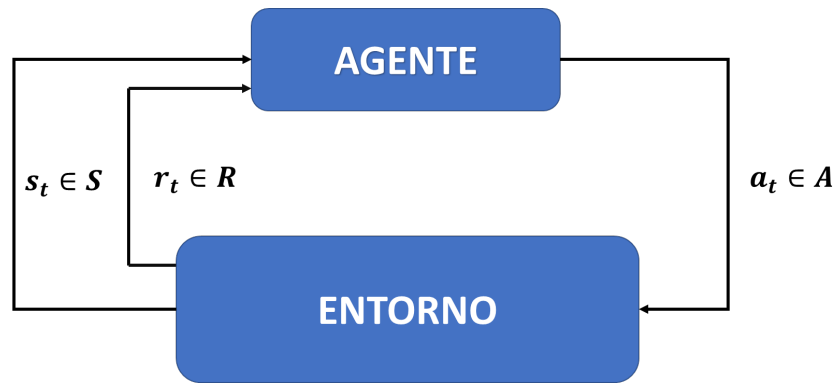 AGENTE
s_t ∈ S
r_t ∈ R
a_t ∈ A
ENTORNO